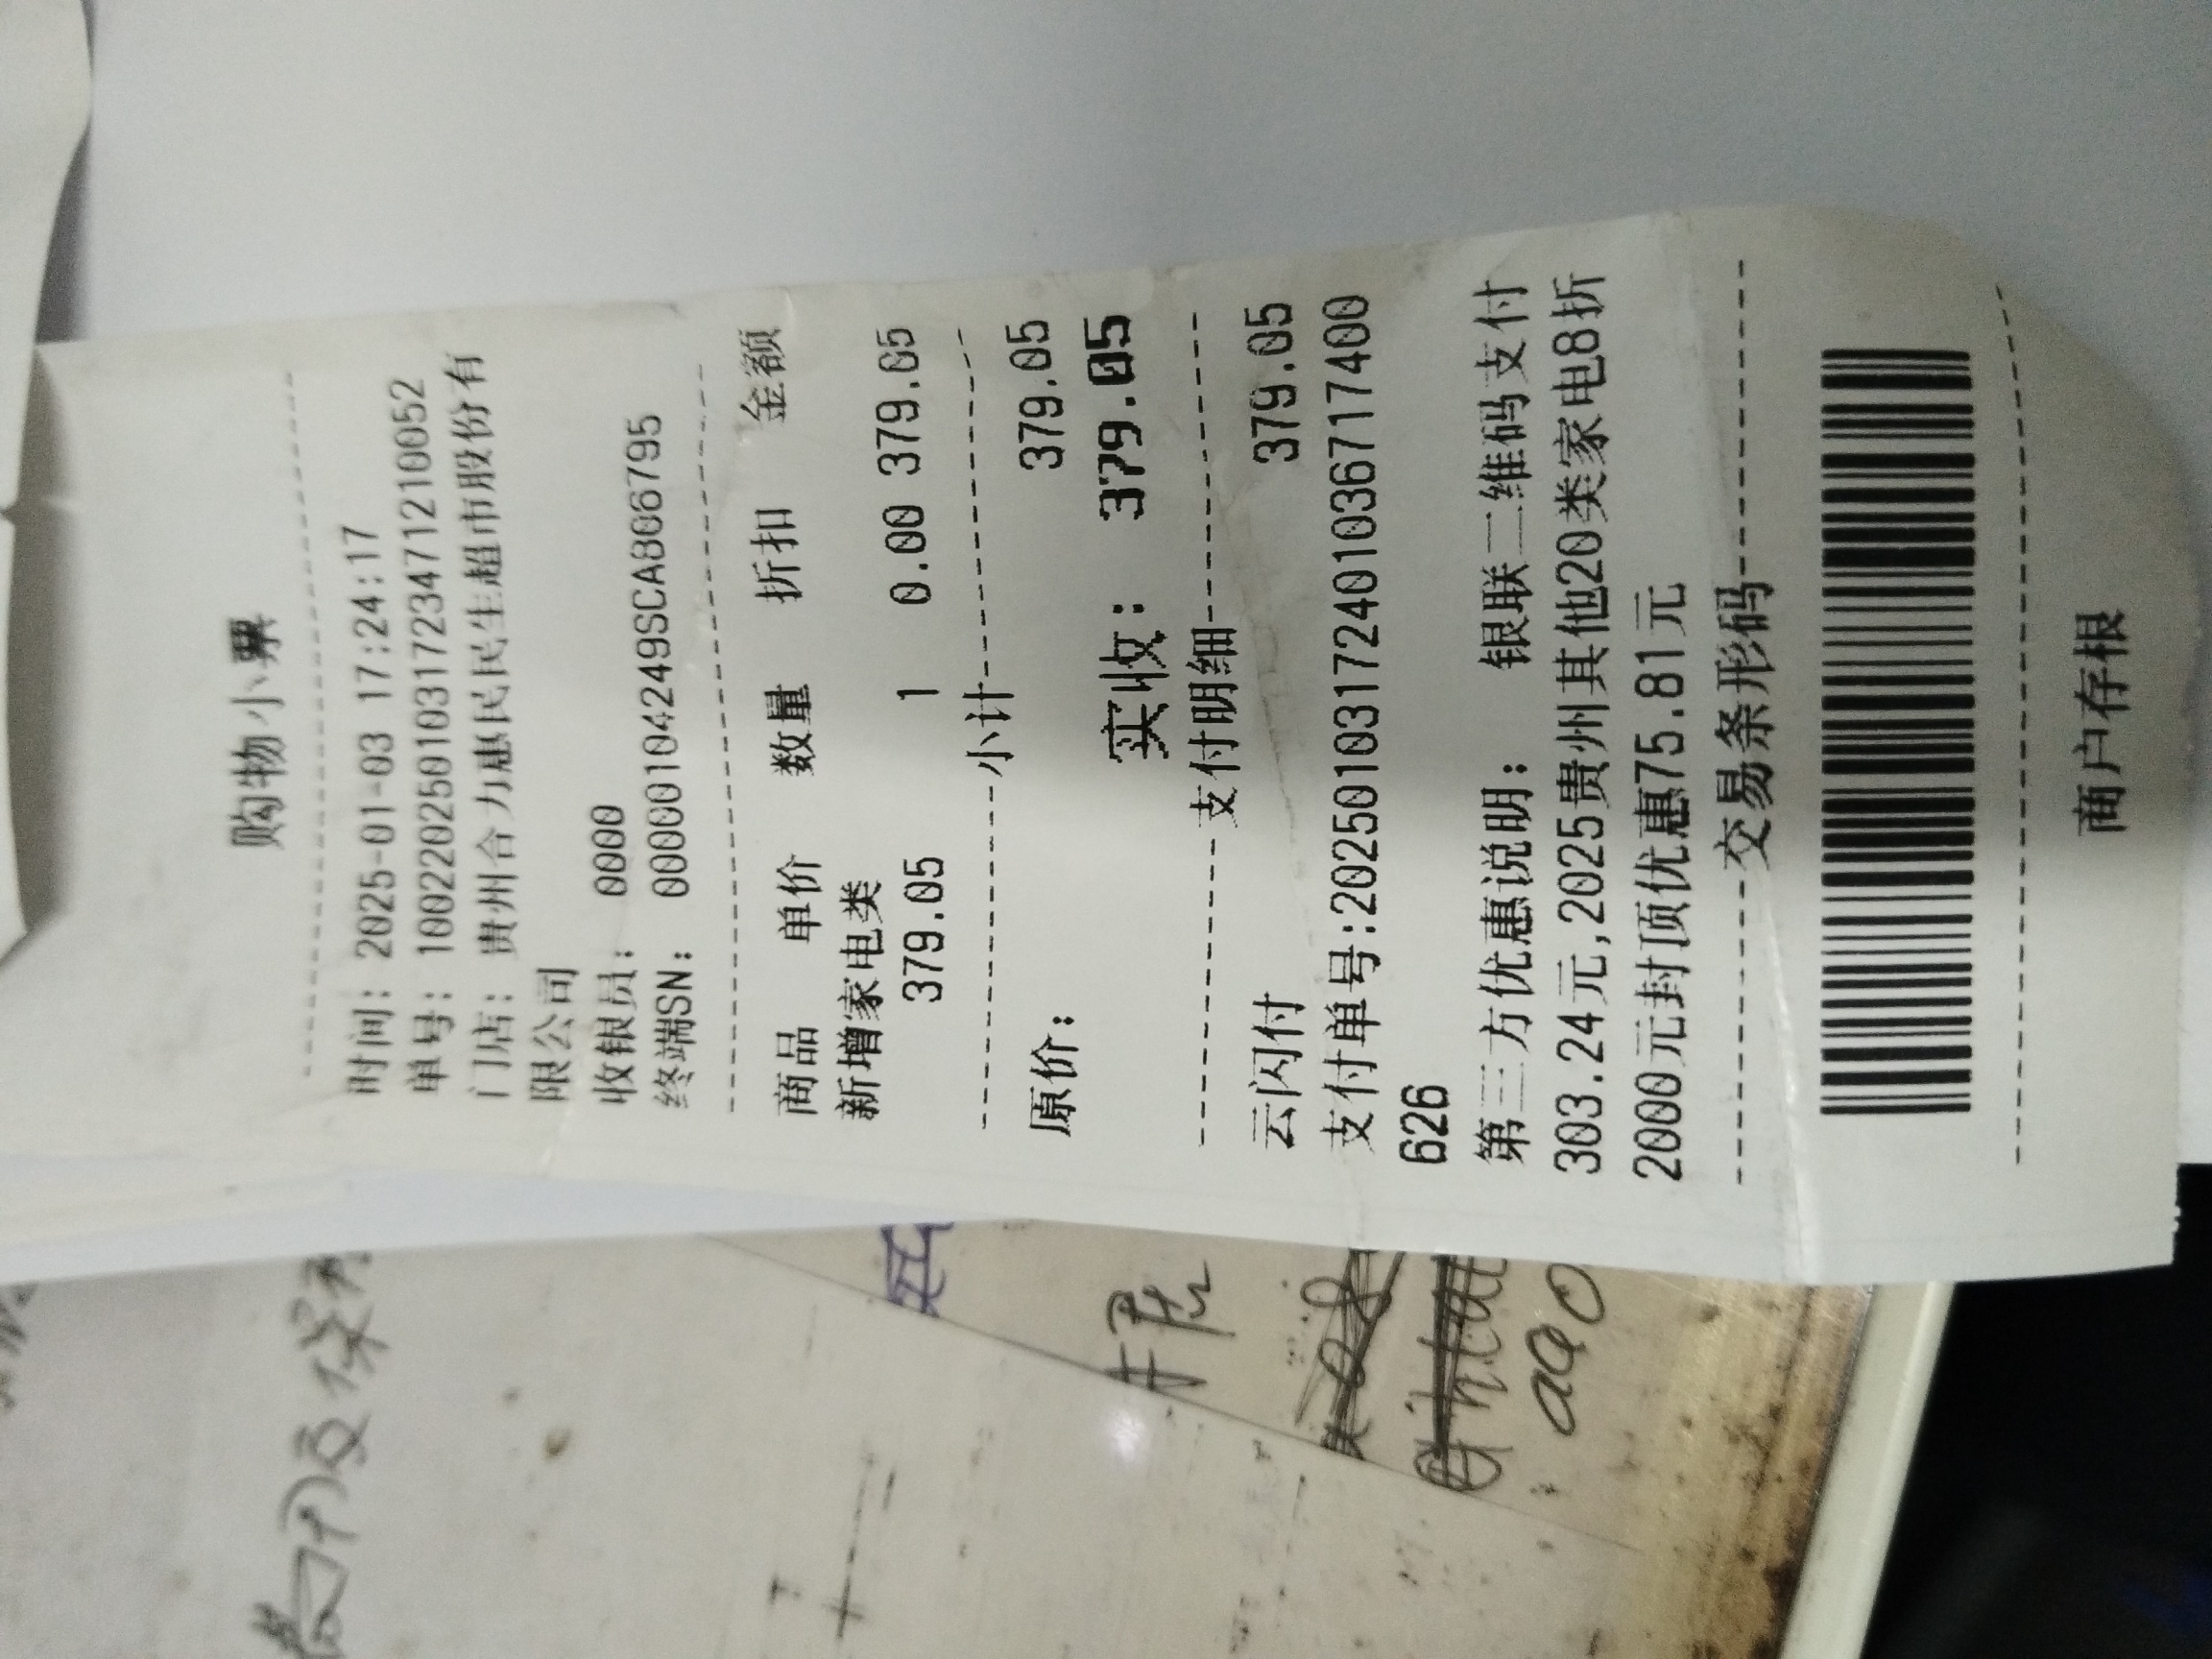 购物小票
时间：2025-01-03 17:24:17
单号：1002202501031723471210052
门店：贵州合力惠民民生超市股份有
限公司
收银员：0000
终端SN：00000104249SCA806795
商品 单价 数量 折扣 金额
新增家电类
379.05 1 0.00 379.05
小计
原价： 379.05
实收： 379.05
支付明细
云闪付 379.05
支付单号:2025010317240103671 7400
626
第三方优惠说明： 银联二维码支付
303.24元,2025贵州其他20类家电8折
2000元封顶优惠75.81元
交易条形码
商户存根